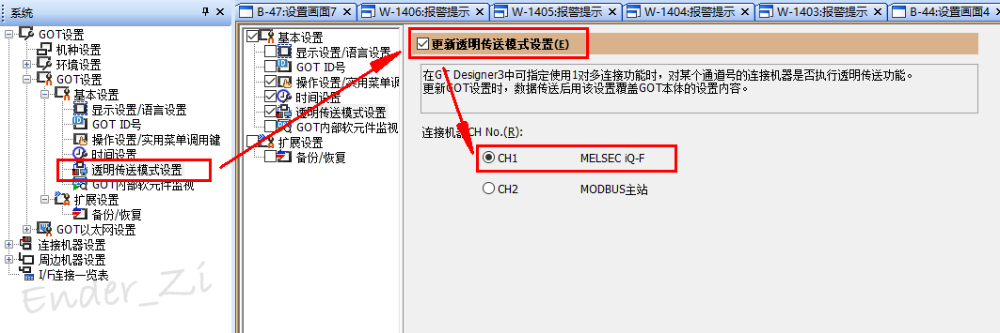 系统
GOT设置
机种设置
环境设置
GOT设置
基本设置
显示设置/语言设置
GOT ID号
操作设置/实用菜单调用键
时间设置
透明传送模式设置
GOT内部软元件监视
扩展设置
备份/恢复
GOT以太网设置
连接机器设置
周边机器设置
I/F连接一览表
Ender_Zi
B-47:设置画面7
W-1406:报警提示
W-1405:报警提示
W-1404:报警提示
W-1403:报警提示
B-44:设置画面4
基本设置
显示设置/语言设置
GOT ID号
操作设置/实用菜单调
时间设置
透明传送模式设置
GOT内部软元件监视
扩展设置
备份/恢复
更新透明传送模式设置(E)
在GT Designer3中可指定使用1对多连接功能时，对某个通道号的连接机器是否执行透明传送功能。
更新GOT设置时，数据传送后用该设置覆盖GOT本体的设置内容。
连接机器CH No.(R):
CH1 MELSEC iQ-F
CH2 MODBUS主站